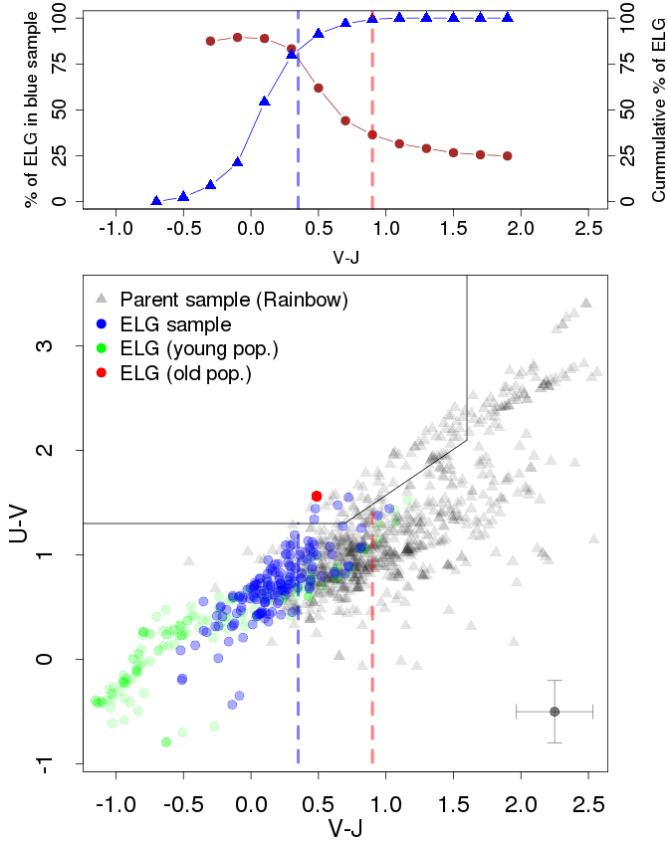 % of ELG in blue sample
0 25 50 75 100
Cummulative % of ELG
0 25 50 75 100
-1.0 -0.5 0.0 0.5 1.0 1.5 2.0 2.5
V-J
Parent sample (Rainbow)
ELG sample
ELG (young pop.)
ELG (old pop.)
U-V
3
2
1
0
-1
-1.0 -0.5 0.0 0.5 1.0 1.5 2.0 2.5
V-J